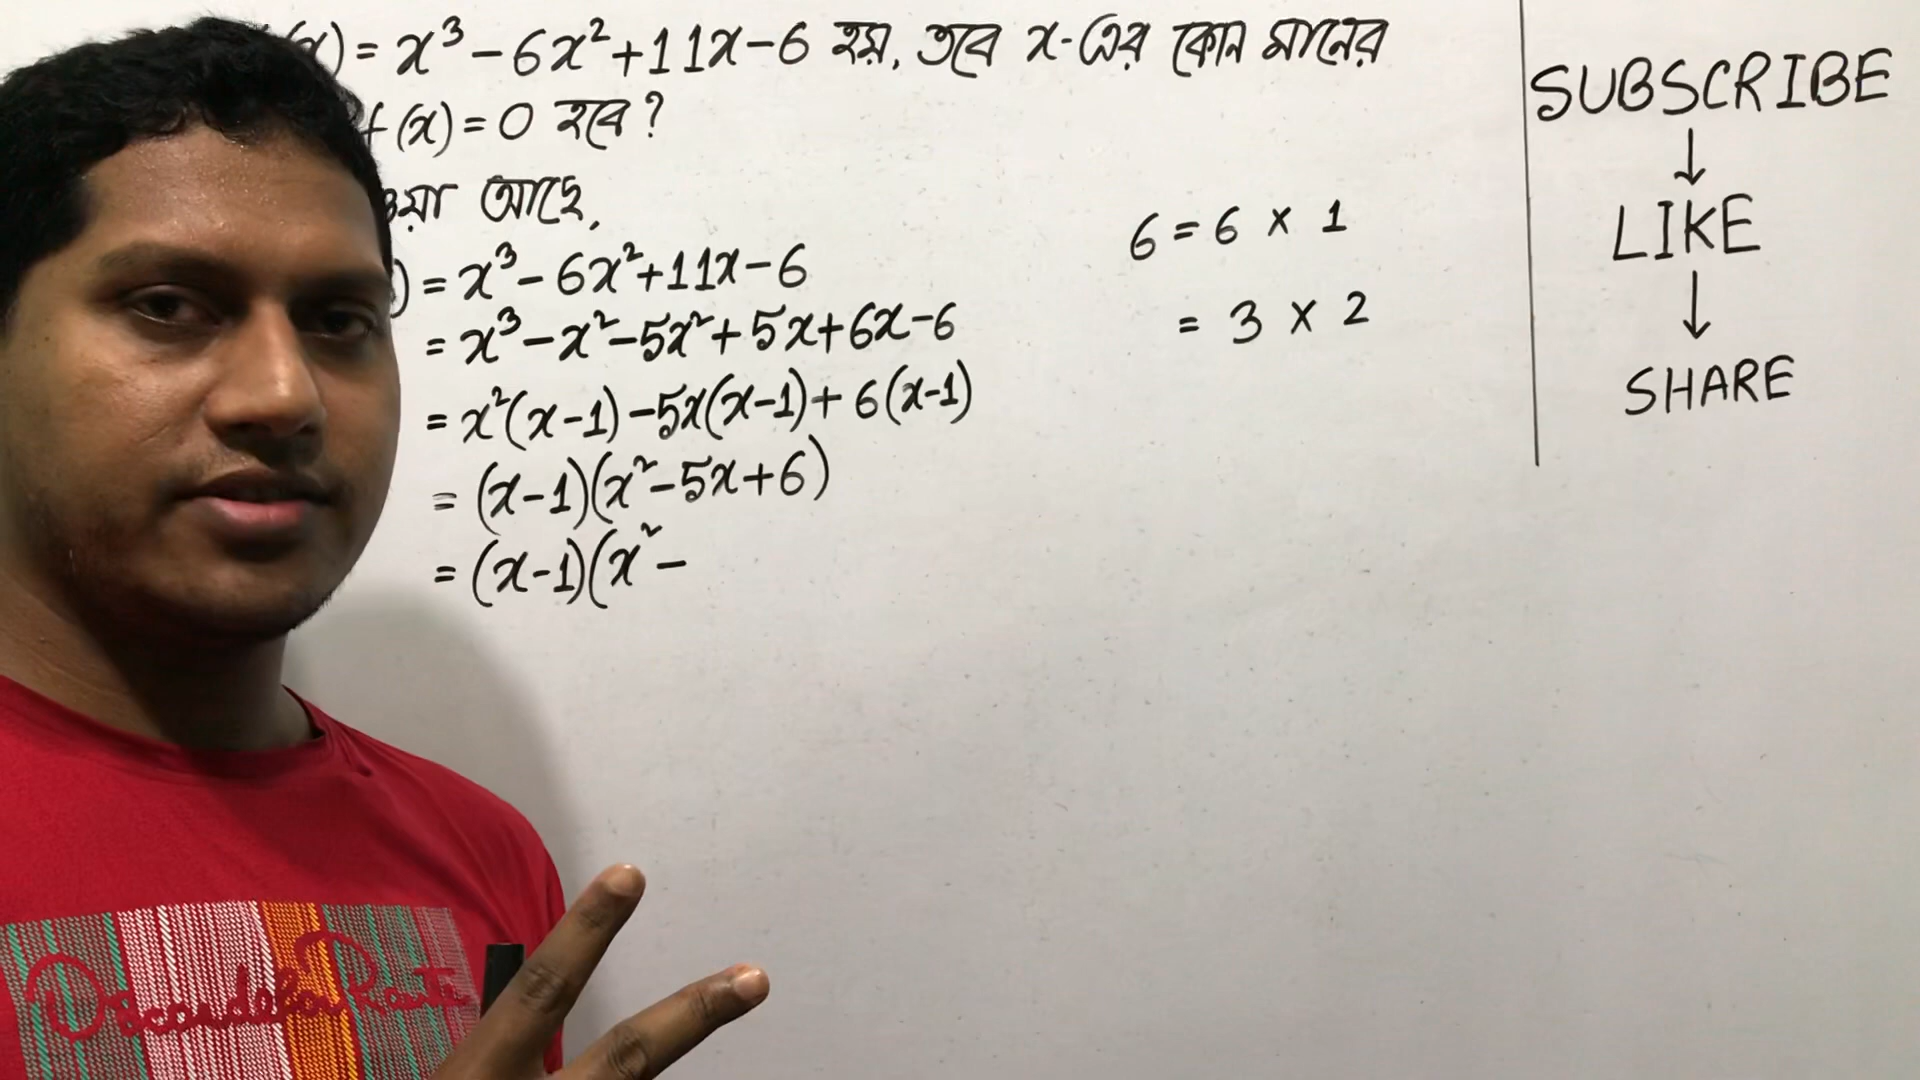 (x) = x³ − 6x² + 11x − 6 হয়, তবে x-এর কোন মানের
f(x) = 0 হবে?
আছে,
) = x³ − 6x² + 11x − 6
= x³ − x² − 5x² + 5x + 6x − 6
= x²(x−1) − 5x(x−1) + 6(x−1)
= (x−1)(x² − 5x + 6)
= (x−1)(x² −
6 = 6 × 1
= 3 × 2
SUBSCRIBE
↓
LIKE
↓
SHARE